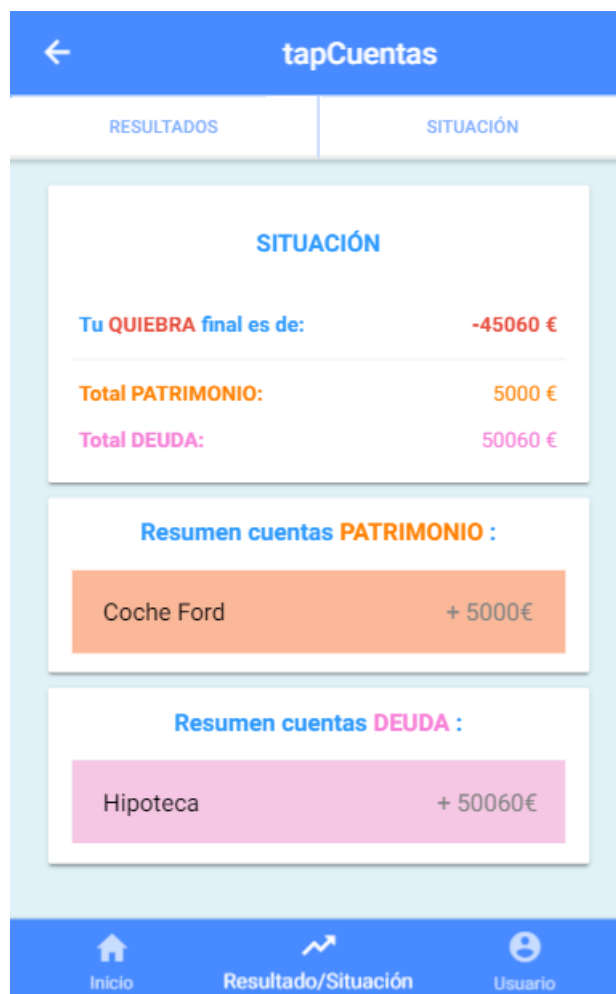 tapCuentas
RESULTADOS SITUACIÓN
SITUACIÓN
Tu QUIEBRA final es de: -45060 €
Total PATRIMONIO: 5000 €
Total DEUDA: 50060 €
Resumen cuentas PATRIMONIO :
Coche Ford + 5000€
Resumen cuentas DEUDA :
Hipoteca + 50060€
Inicio Resultado/Situación Usuario